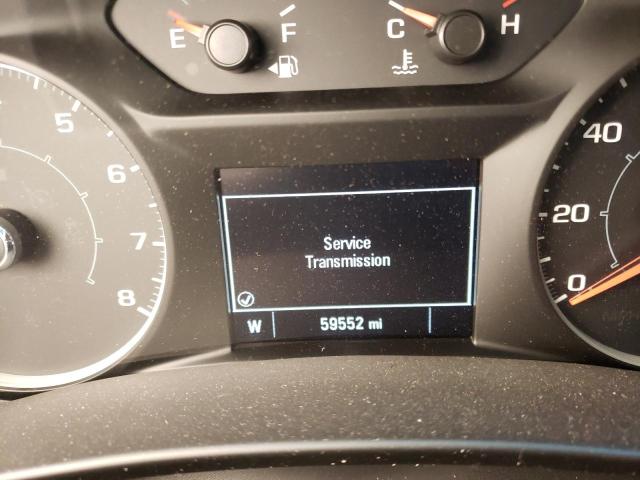 E F
C H
5
6
7
8
40
20
0
Service
Transmission
W 59552 mi